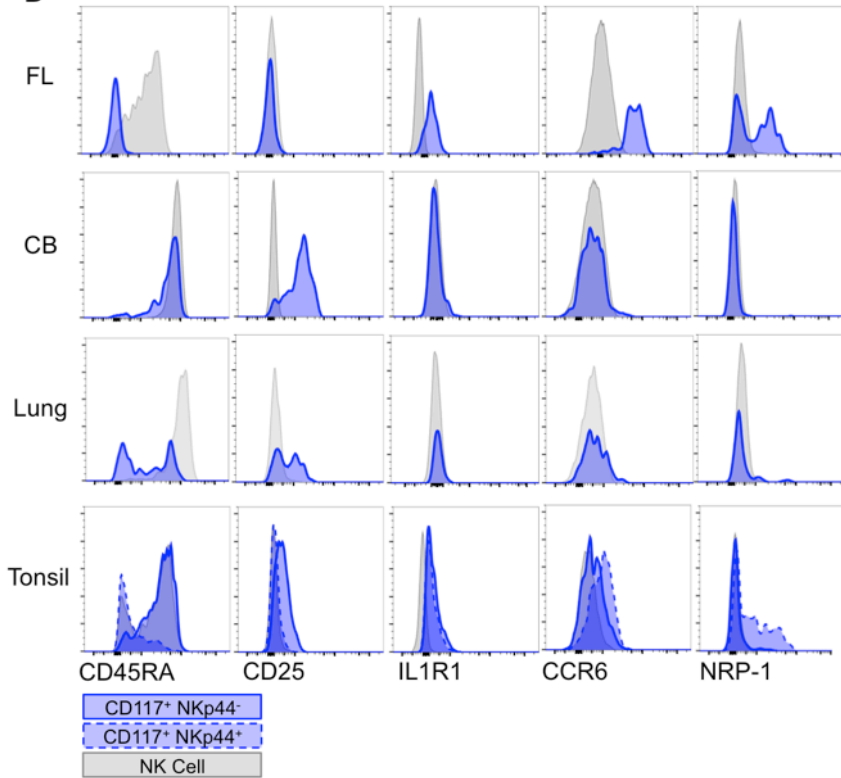 FL
CB
Lung
Tonsil
CD45RA CD25 IL1R1 CCR6 NRP-1
CD117⁺ NKp44⁻
CD117⁺ NKp44⁺
NK Cell